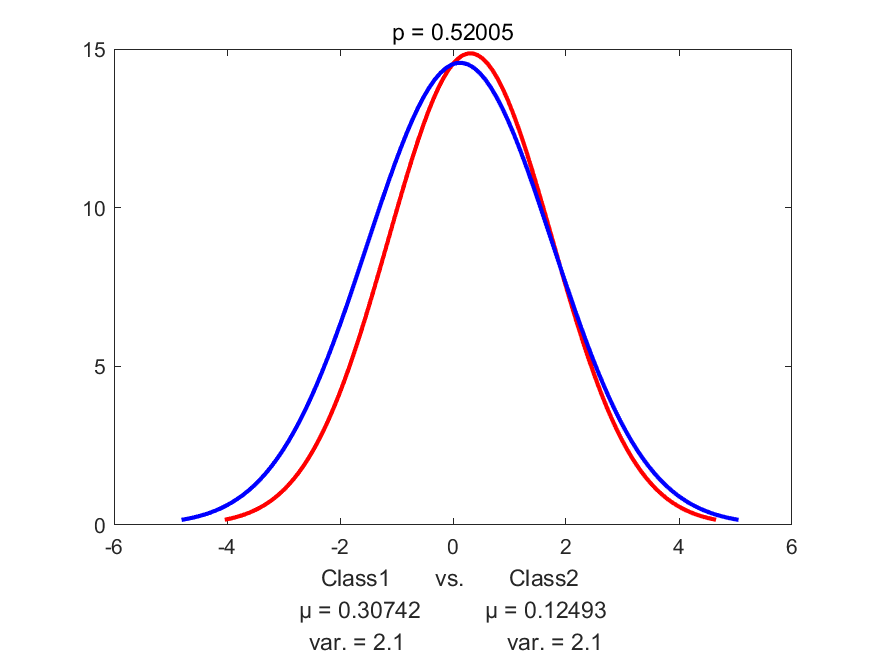 p = 0.52005
15
10
5
0
-6 -4 -2 0 2 4 6
Class1 vs. Class2
μ = 0.30742 μ = 0.12493
var. = 2.1 var. = 2.1